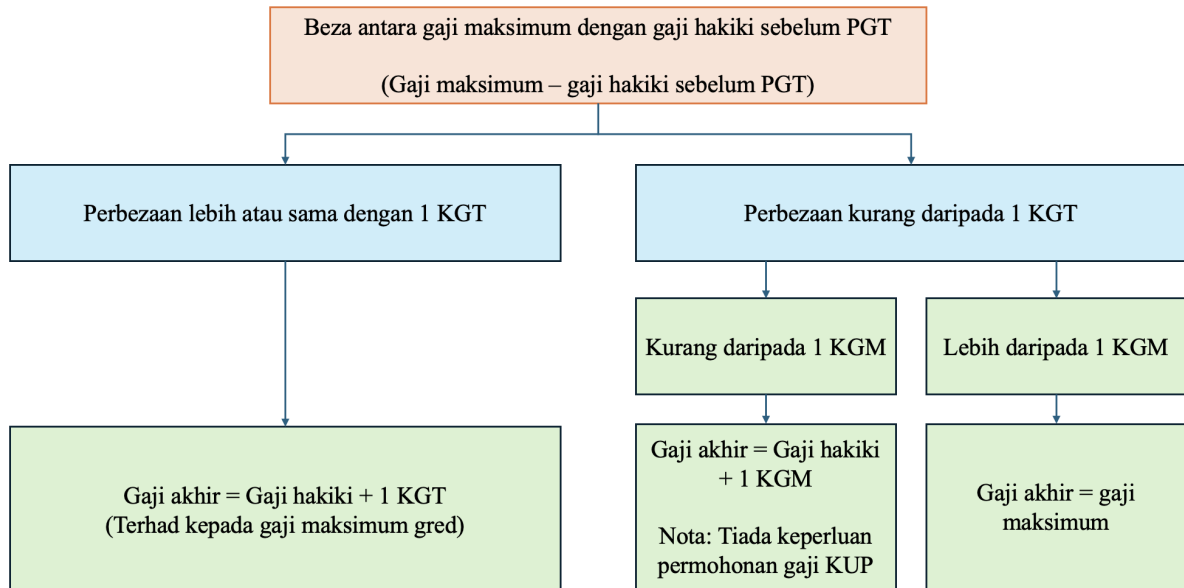 Beza antara gaji maksimum dengan gaji hakiki sebelum PGT
(Gaji maksimum – gaji hakiki sebelum PGT)
Perbezaan lebih atau sama dengan 1 KGT
Perbezaan kurang daripada 1 KGT
Kurang daripada 1 KGM
Lebih daripada 1 KGM
Gaji akhir = Gaji hakiki + 1 KGT
(Terhad kepada gaji maksimum gred)
Gaji akhir = Gaji hakiki
+ 1 KGM
Nota: Tiada keperluan
permohonan gaji KUP
Gaji akhir = gaji
maksimum